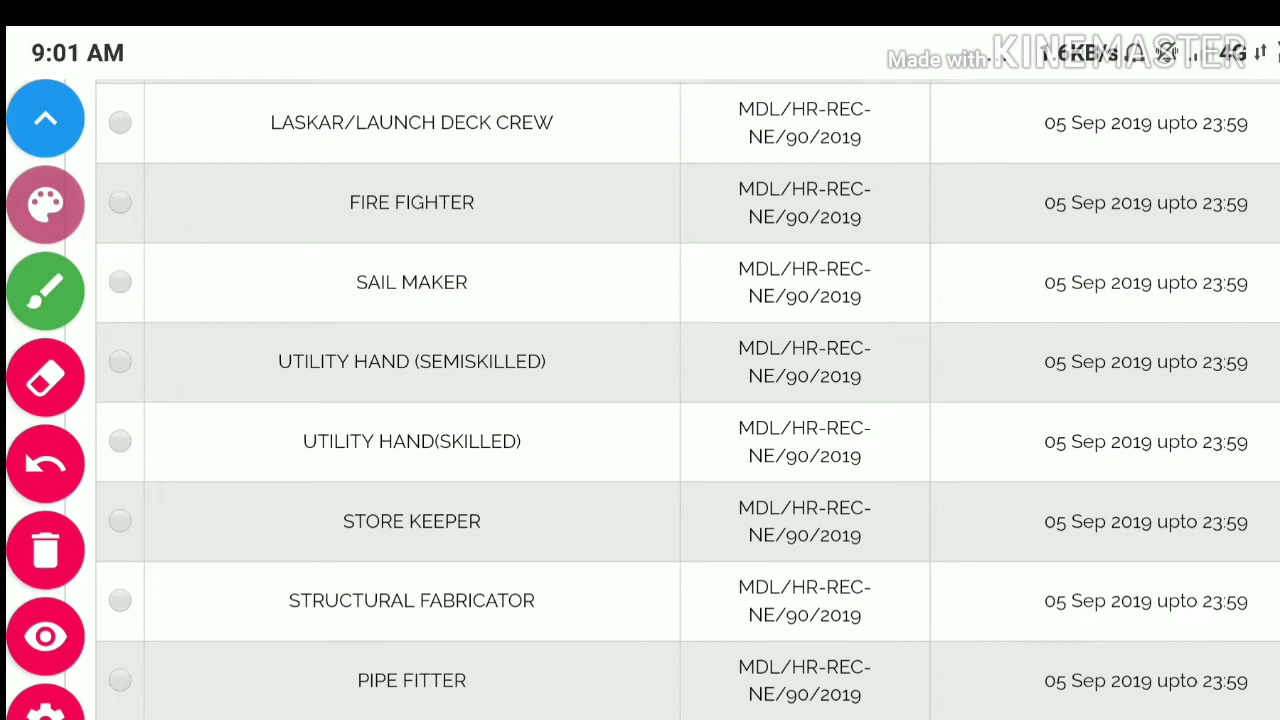 9:01 AM
Made with KINEMASTER
1.6KB/s 4G
LASKAR/LAUNCH DECK CREW
MDL/HR-REC-
NE/90/2019
05 Sep 2019 upto 23:59
FIRE FIGHTER
MDL/HR-REC-
NE/90/2019
05 Sep 2019 upto 23:59
SAIL MAKER
MDL/HR-REC-
NE/90/2019
05 Sep 2019 upto 23:59
UTILITY HAND (SEMISKILLED)
MDL/HR-REC-
NE/90/2019
05 Sep 2019 upto 23:59
UTILITY HAND(SKILLED)
MDL/HR-REC-
NE/90/2019
05 Sep 2019 upto 23:59
STORE KEEPER
MDL/HR-REC-
NE/90/2019
05 Sep 2019 upto 23:59
STRUCTURAL FABRICATOR
MDL/HR-REC-
NE/90/2019
05 Sep 2019 upto 23:59
PIPE FITTER
MDL/HR-REC-
NE/90/2019
05 Sep 2019 upto 23:59